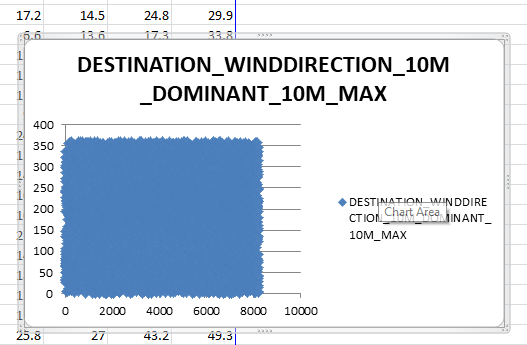 17.2 14.5 24.8 29.9
6.6 13.6 17.3 33.8
DESTINATION_WINDDIRECTION_10M
_DOMINANT_10M_MAX
400
350
300
250
200
150
100
50
0
0 2000 4000 6000 8000 10000
DESTINATION_WINDDIRE
CTION_10M_DOMINANT_
10M_MAX
Chart Area
25.8 27 43.2 49.3